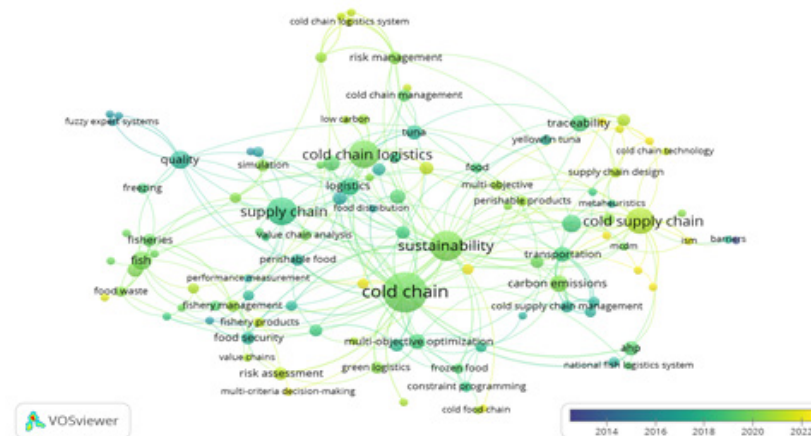 cold chain logistics system
risk management
cold chain management
low carbon
fuzzy expert systems
tuna
traceability
yellowfin tuna
cold chain technology
quality
cold chain logistics
simulation
food
supply chain design
freezing
logistics
multi-objective
perishable products
metaheuristics
supply chain
food distribution
cold supply chain
fisheries
value chain analysis
sustainability
mcdm
ism
barriers
fish
perishable food
transportation
food waste
performance measurement
cold chain
carbon emissions
fishery management
cold supply chain management
fishery products
food security
multi-objective optimization
ahp
value chains
risk assessment
green logistics
frozen food
national fish logistics system
multi-criteria decision-making
constraint programming
cold food chain
VOSviewer
2014 2016 2018 2020 2022